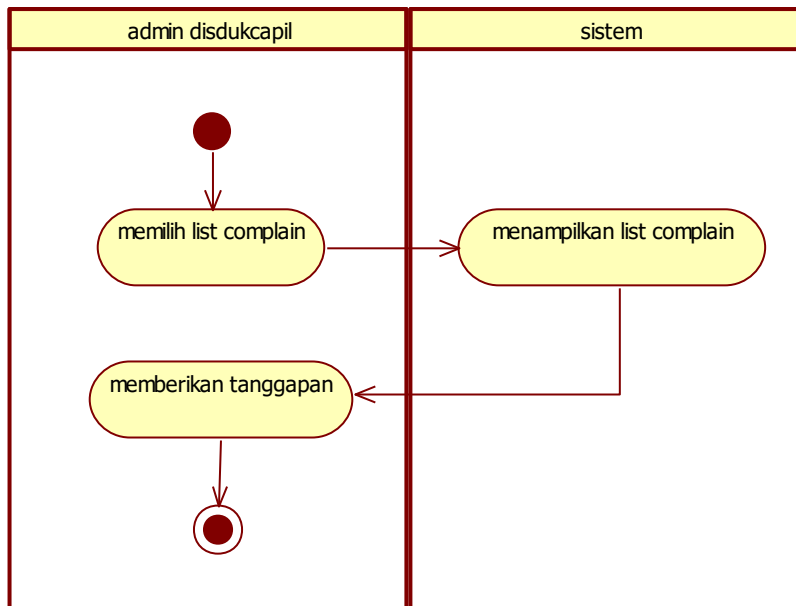 admin disdukcapil
sistem
memilih list complain
menampilkan list complain
memberikan tanggapan